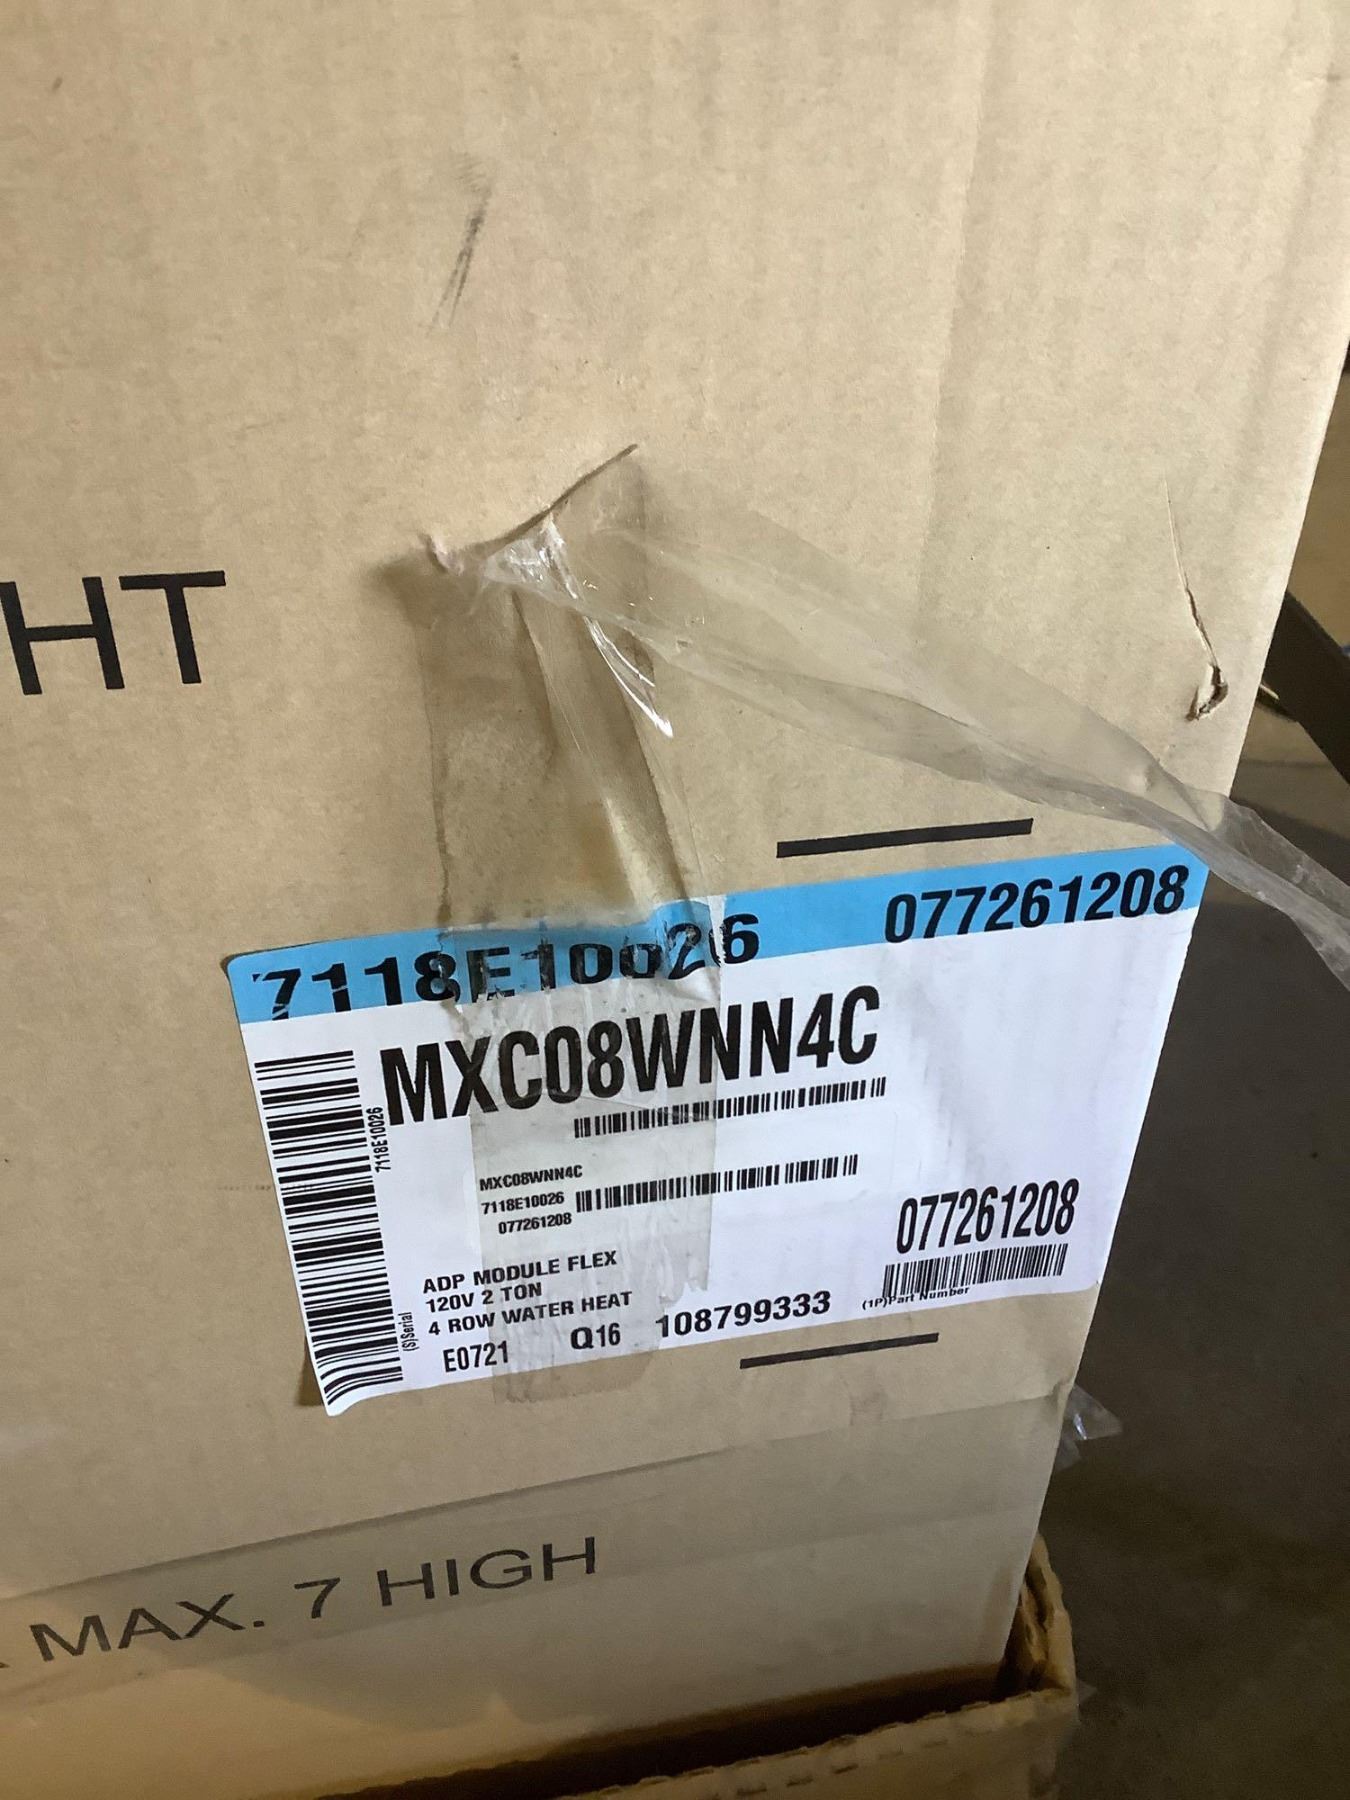 HT
7118E10026 077261208
MXC08WNN4C
7118E10026
MXC08WNN4C
7118E10026
077261208
077261208
(1P)Part Number
ADP MODULE FLEX
120V 2 TON
4 ROW WATER HEAT
(S)Serial
E0721 Q16 108799333
MAX. 7 HIGH